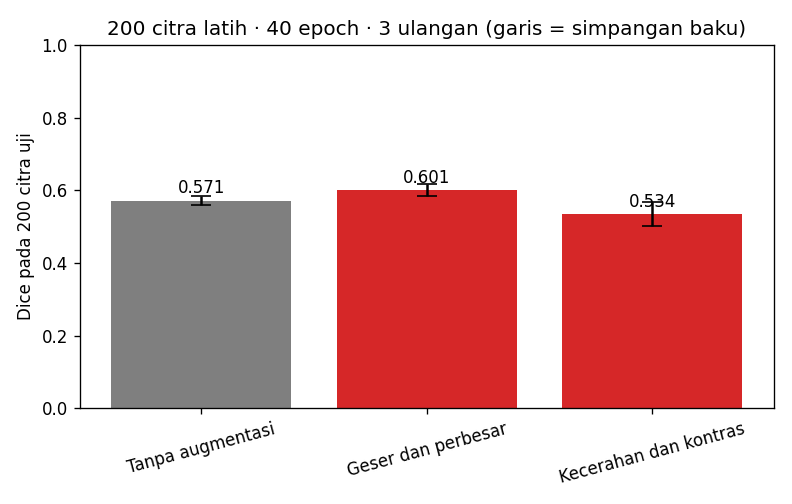 200 citra latih · 40 epoch · 3 ulangan (garis = simpangan baku)
Dice pada 200 citra uji
1.0
0.8
0.6
0.4
0.2
0.0
0.571
0.601
0.534
Tanpa augmentasi
Geser dan perbesar
Kecerahan dan kontras